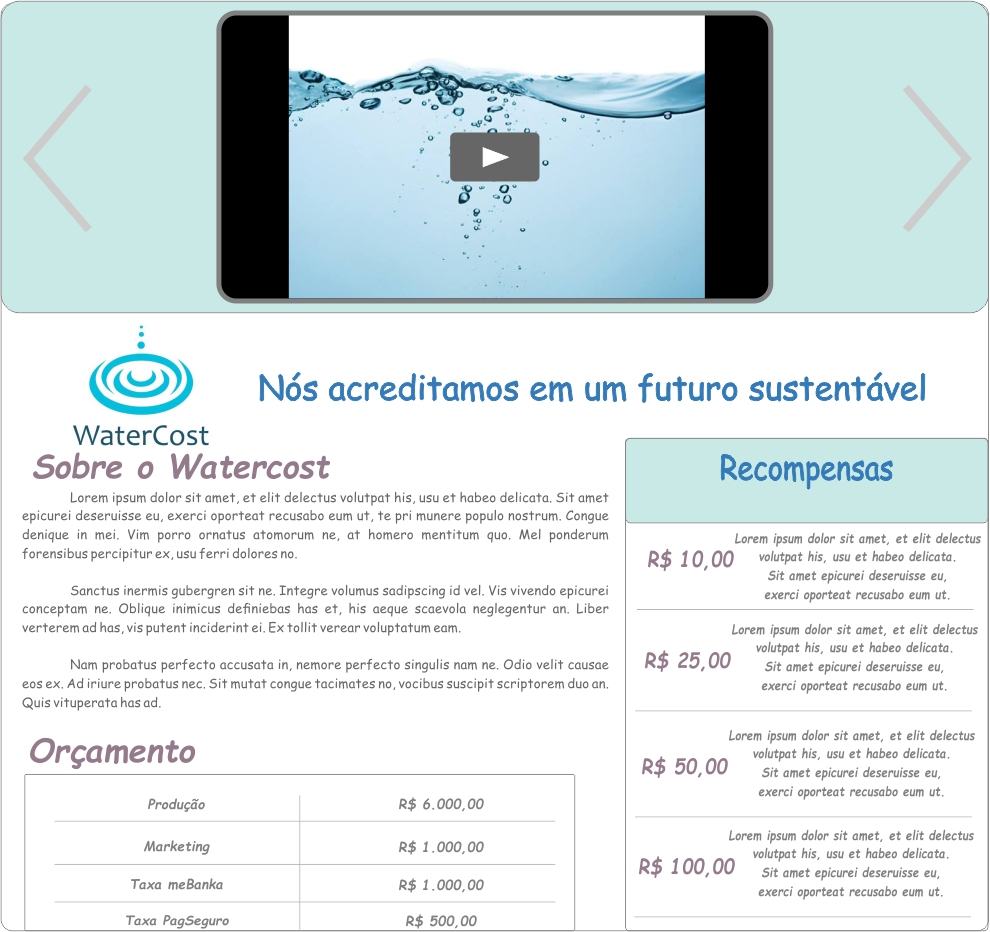 WaterCost
Nós acreditamos em um futuro sustentável
Sobre o Watercost
Lorem ipsum dolor sit amet, et elit delectus volutpat his, usu et habeo delicata. Sit amet
epicurei deseruisse eu, exerci oporteat recusabo eum ut, te pri munere populo nostrum. Congue
denique in mei. Vim porro ornatus atomorum ne, at homero mentitum quo. Mel ponderum
forensibus percipitur ex, usu ferri dolores no.
Sanctus inermis gubergren sit ne. Integre volumus sadipscing id vel. Vis vivendo epicurei
conceptam ne. Oblique inimicus definiebas has et, his aeque scaevola neglegentur an. Liber
verterem ad has, vis putent inciderint ei. Ex tollit verear voluptatum eam.
Nam probatus perfecto accusata in, nemore perfecto singulis nam ne. Odio velit causae
eos ex. Ad iriure probatus nec. Sit mutat congue tacimates no, vocibus suscipit scriptorem duo an.
Quis vituperata has ad.
Orçamento
Produção R$ 6.000,00
Marketing R$ 1.000,00
Taxa meBanka R$ 1.000,00
Taxa PagSeguro R$ 500,00
Recompensas
R$ 10,00
Lorem ipsum dolor sit amet, et elit delectus
volutpat his, usu et habeo delicata.
Sit amet epicurei deseruisse eu,
exerci oporteat recusabo eum ut.
R$ 25,00
Lorem ipsum dolor sit amet, et elit delectus
volutpat his, usu et habeo delicata.
Sit amet epicurei deseruisse eu,
exerci oporteat recusabo eum ut.
R$ 50,00
Lorem ipsum dolor sit amet, et elit delectus
volutpat his, usu et habeo delicata.
Sit amet epicurei deseruisse eu,
exerci oporteat recusabo eum ut.
R$ 100,00
Lorem ipsum dolor sit amet, et elit delectus
volutpat his, usu et habeo delicata.
Sit amet epicurei deseruisse eu,
exerci oporteat recusabo eum ut.